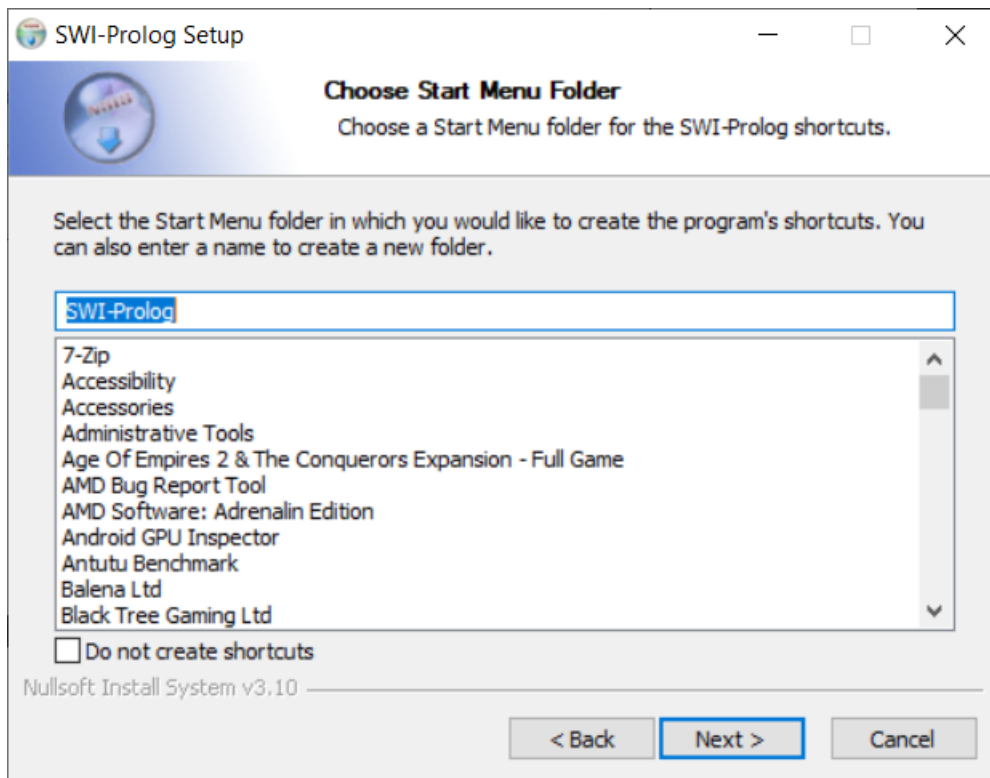 SWI-Prolog Setup
Choose Start Menu Folder
Choose a Start Menu folder for the SWI-Prolog shortcuts.
Select the Start Menu folder in which you would like to create the program's shortcuts. You
can also enter a name to create a new folder.
SWI-Prolog
7-Zip
Accessibility
Accessories
Administrative Tools
Age Of Empires 2 & The Conquerors Expansion - Full Game
AMD Bug Report Tool
AMD Software: Adrenalin Edition
Android GPU Inspector
Antutu Benchmark
Balena Ltd
Black Tree Gaming Ltd
Do not create shortcuts
Nullsoft Install System v3.10
< Back Next > Cancel